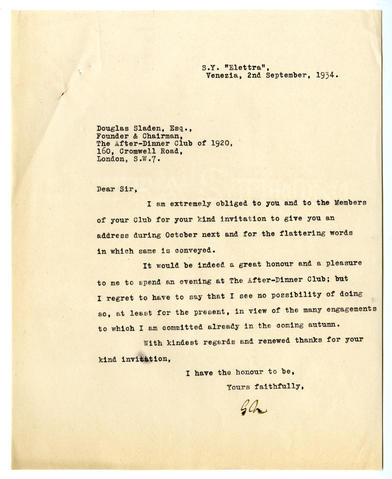 S.Y. "Elettra",
Venezia, 2nd September, 1934.
Douglas Sladen, Esq.,
Founder & Chairman,
The After-Dinner Club of 1920,
160, Cromwell Road,
London, S.W.7.
Dear Sir,
I am extremely obliged to you and to the Members
of your Club for your kind invitation to give you an
address during October next and for the flattering words
in which same is conveyed.
It would be indeed a great honour and a pleasure
to me to spend an evening at The After-Dinner Club; but
I regret to have to say that I see no possibility of doing
so, at least for the present, in view of the many engagements
to which I am committed already in the coming autumn.
With kindest regards and renewed thanks for your
kind invitation,
I have the honour to be,
Yours faithfully,